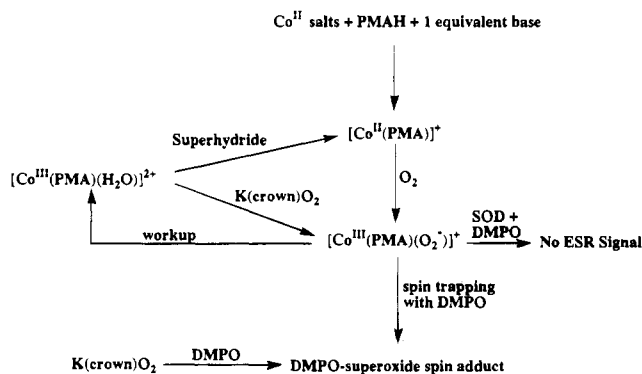 Co^II salts + PMAH + 1 equivalent base
Superhydride
[Co^II(PMA)]^+
[Co^III(PMA)(H₂O)]^2+
K(crown)O₂
O₂
workup
[Co^III(PMA)(O₂^-)]^+
SOD +
DMPO
No ESR Signal
spin trapping
with DMPO
K(crown)O₂
DMPO
DMPO-superoxide spin adduct